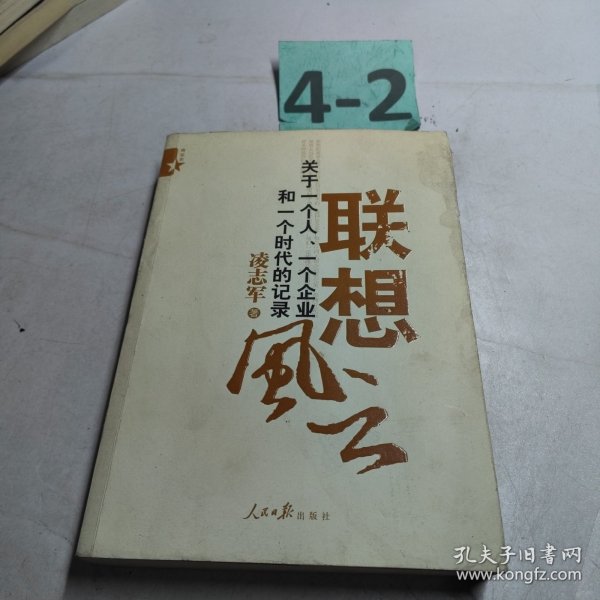 4-2
联想
风云
关于一个人、一个企业
和一个时代的记录
凌志军 著
人民日报出版社
孔夫子旧书网
www.kongfz.com